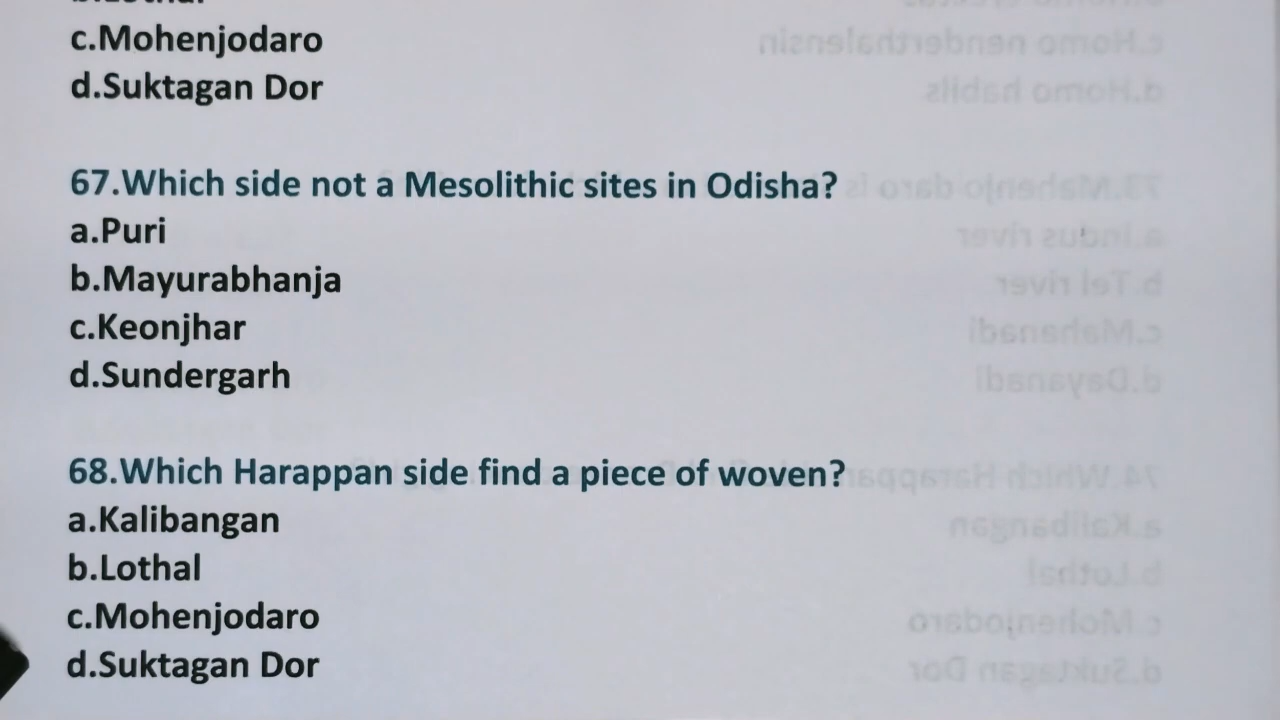 c.Mohenjodaro
d.Suktagan Dor
67.Which side not a Mesolithic sites in Odisha?
a.Puri
b.Mayurabhanja
c.Keonjhar
d.Sundergarh
68.Which Harappan side find a piece of woven?
a.Kalibangan
b.Lothal
c.Mohenjodaro
d.Suktagan Dor